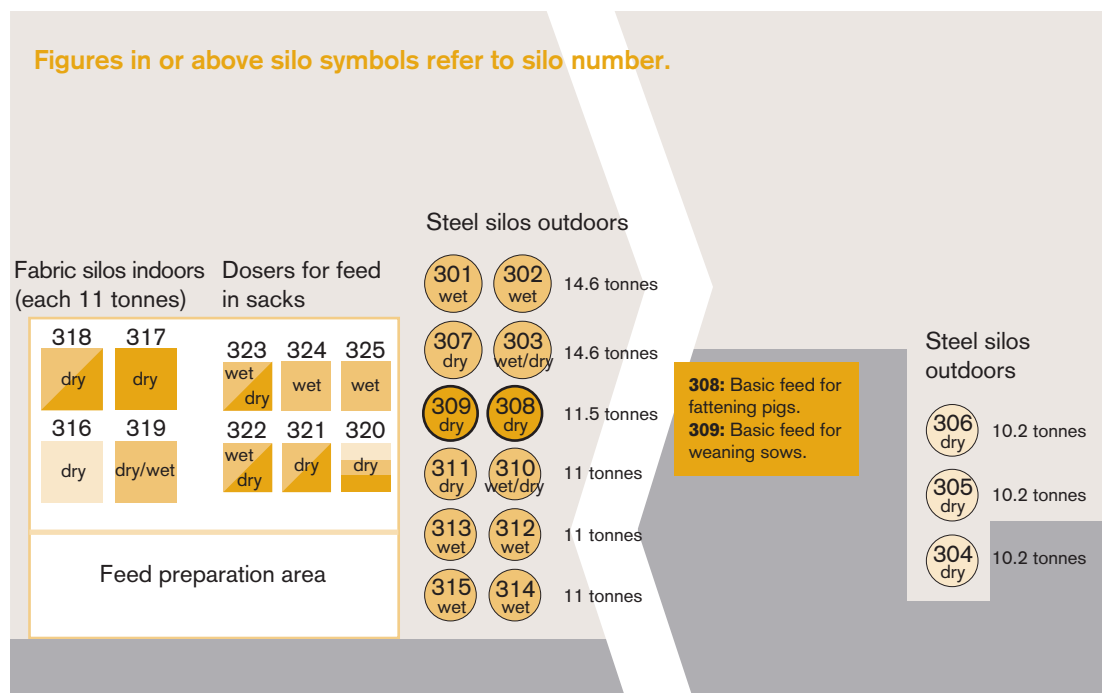 Figures in or above silo symbols refer to silo number.
Fabric silos indoors
(each 11 tonnes)
318
317
dry
dry
316
319
dry
dry/wet
Dosers for feed
in sacks
323
324
325
wet
dry
wet
wet
322
321
320
wet
dry
dry
dry
Feed preparation area
Steel silos outdoors
301
wet
302
wet
14.6 tonnes
307
dry
303
wet/dry
14.6 tonnes
309
dry
308
dry
11.5 tonnes
311
dry
310
wet/dry
11 tonnes
313
wet
312
wet
11 tonnes
315
wet
314
wet
11 tonnes
308: Basic feed for
fattening pigs.
309: Basic feed for
weaning sows.
Steel silos
outdoors
306
dry
10.2 tonnes
305
dry
10.2 tonnes
304
dry
10.2 tonnes